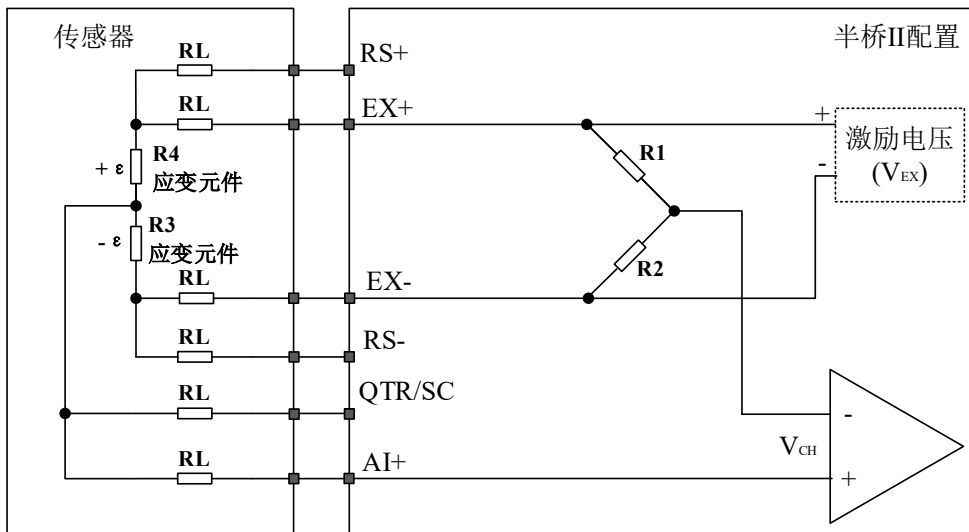 传感器
半桥II配置
RL
RS+
RL
EX+
+
激励电压
(VEX)
-
R1
R4
+ ε
应变元件
R3
- ε
应变元件
R2
RL
EX-
RL
RS-
QTR/SC
RL
-
VCH
RL
AI+
+